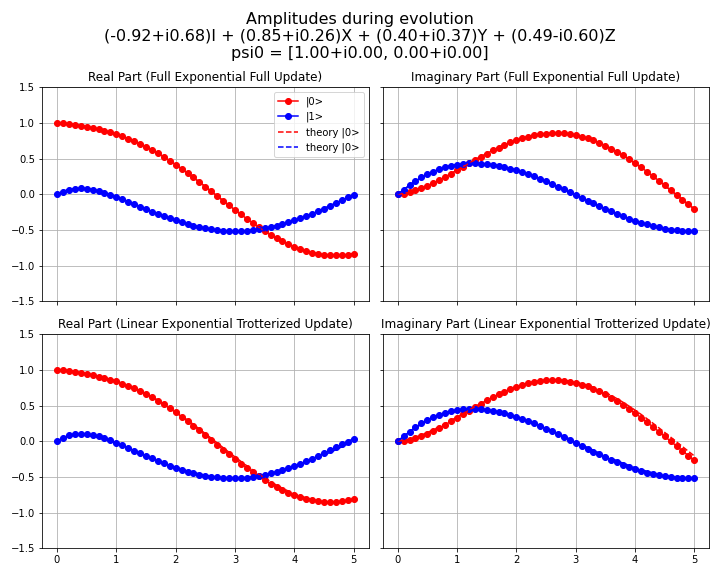 Amplitudes during evolution
(-0.92+i0.68)I + (0.85+i0.26)X + (0.40+i0.37)Y + (0.49-i0.60)Z
psi0 = [1.00+i0.00, 0.00+i0.00]
Real Part (Full Exponential Full Update)
Imaginary Part (Full Exponential Full Update)
1.5
1.0
0.5
0.0
−0.5
−1.0
−1.5
|0>
|1>
theory |0>
theory |0>
Real Part (Linear Exponential Trotterized Update)
Imaginary Part (Linear Exponential Trotterized Update)
1.5
1.0
0.5
0.0
−0.5
−1.0
−1.5
0 1 2 3 4 5
0 1 2 3 4 5